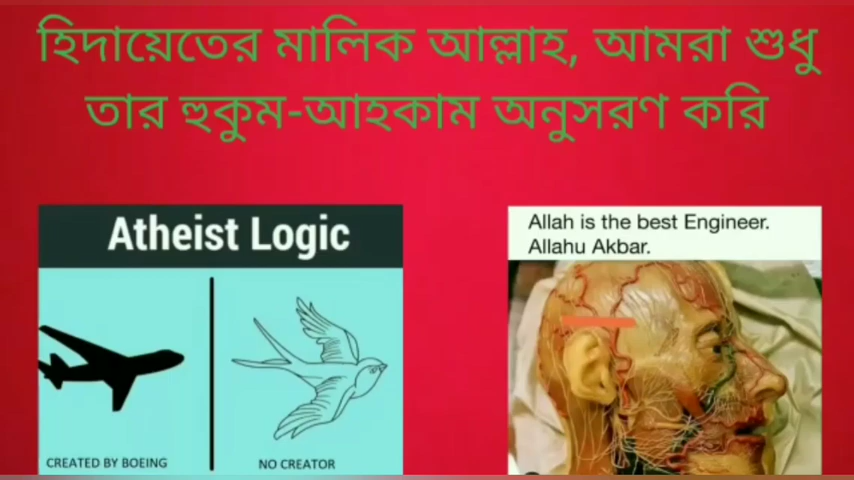 হিদায়েতের মালিক আল্লাহ, আমরা শুধু
তার হুকুম-আহকাম অনুসরণ করি
Atheist Logic
CREATED BY BOEING
NO CREATOR
Allah is the best Engineer.
Allahu Akbar.